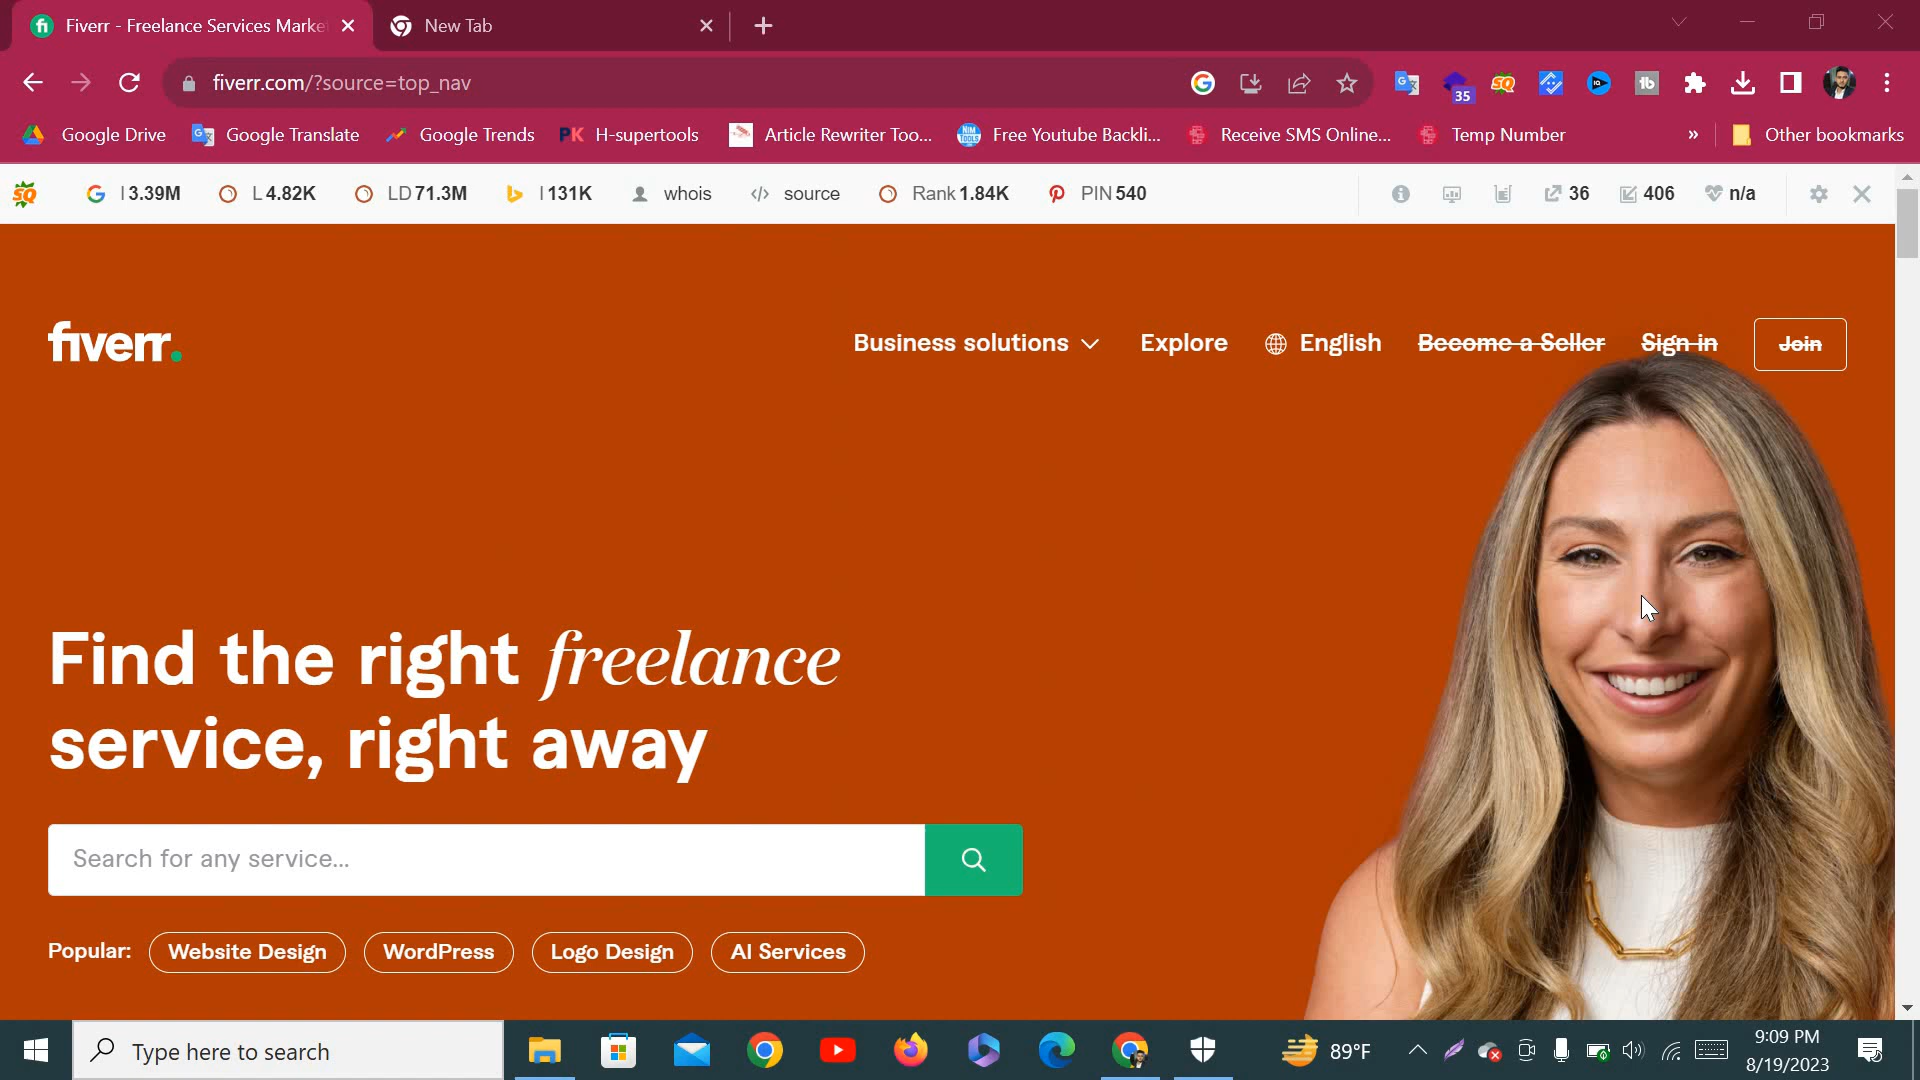 Fiverr - Freelance Services Marke
New Tab
fiverr.com/?source=top_nav
35
Google Drive
Google Translate
Google Trends
PK H-supertools
Article Rewriter Too...
Free Youtube Backli...
Receive SMS Online...
Temp Number
»
Other bookmarks
SQ
I 3.39M
L 4.82K
LD 71.3M
I 131K
whois
source
Rank 1.84K
PIN 540
36
406
n/a
fiverr.
Business solutions
Explore
English
Become a Seller
Sign in
Join
Find the right freelance
service, right away
Search for any service...
Popular:
Website Design
WordPress
Logo Design
AI Services
Type here to search
89°F
9:09 PM
8/19/2023